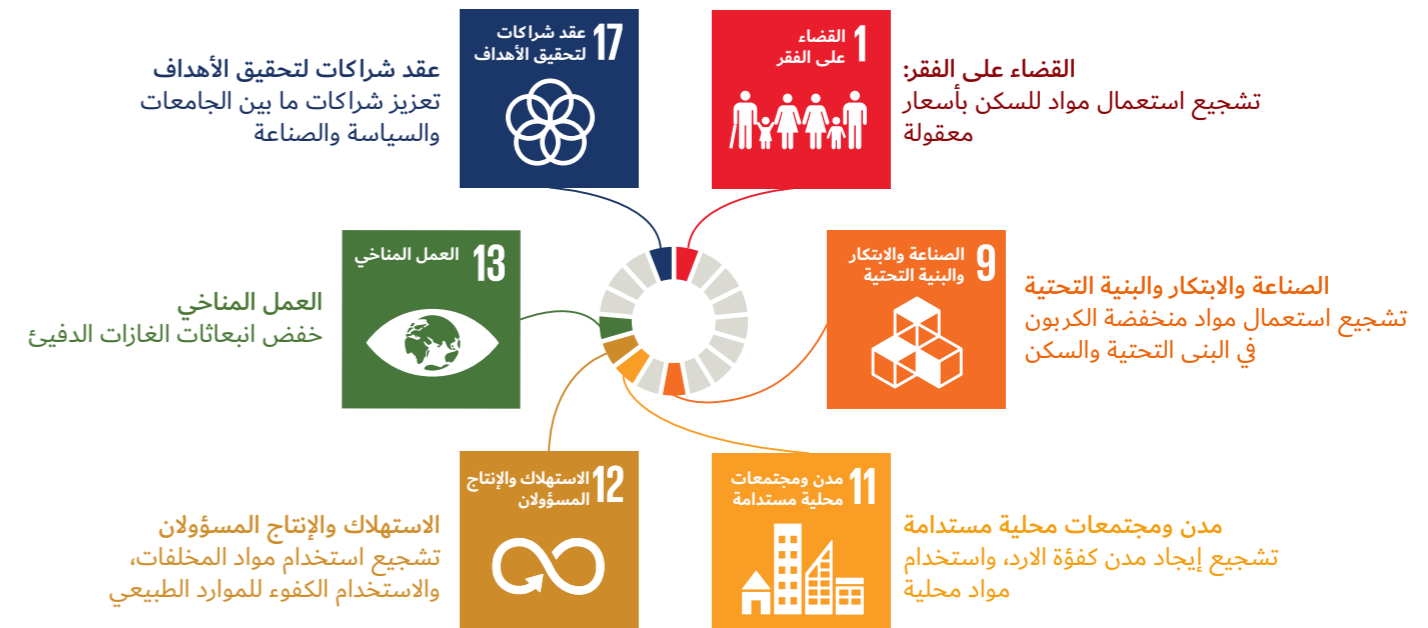 1
القضاء
على الفقر
القضاء على الفقر:
تشجيع استعمال مواد للسكن بأسعار
معقولة
17
عقد شراكات
لتحقيق الأهداف
عقد شراكات لتحقيق الأهداف
تعزيز شراكات ما بين الجامعات
والسياسة والصناعة
9
الصناعة والابتكار
والبنية التحتية
الصناعة والابتكار والبنية التحتية
تشجيع استعمال مواد منخفضة الكربون
في البنى التحتية والسكن
13
العمل المناخي
العمل المناخي
خفض انبعاثات الغازات الدفيئ
11
مدن ومجتمعات
محلية مستدامة
مدن ومجتمعات محلية مستدامة
تشجيع إيجاد مدن كفؤة الارد، واستخدام
مواد محلية
12
الاستهلاك والإنتاج
المسؤولان
الاستهلاك والإنتاج المسؤولان
تشجيع استخدام مواد المخلفات،
والاستخدام الكفوء للموارد الطبيعي